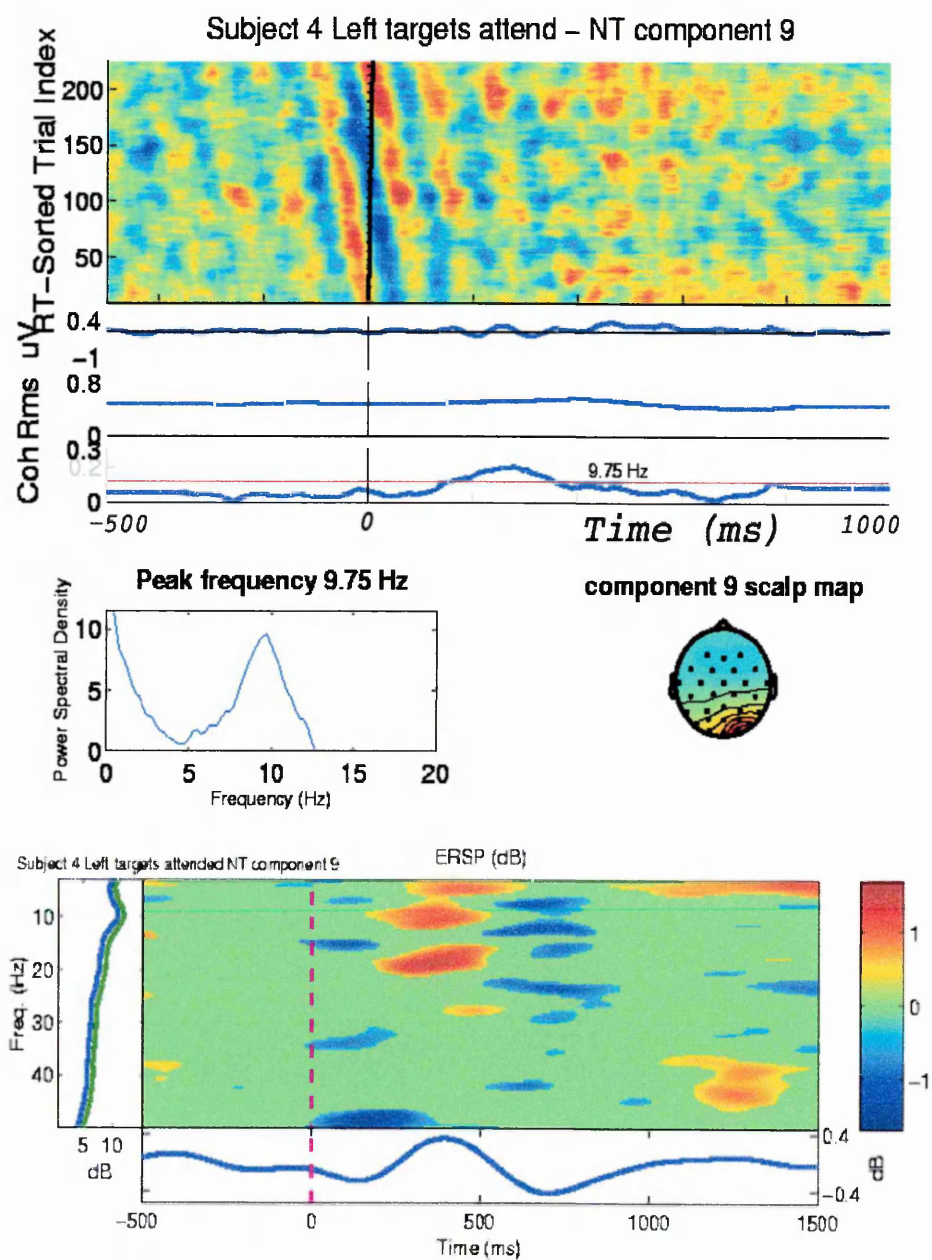 Subject 4 Left targets attend – NT component 9
RT–Sorted Trial Index
200
150
100
50
uV
0.4
–1
Rms
0.8
0
Coh
0.3
0.2
0
9.75 Hz
–500
0
Time (ms)
1000
Peak frequency 9.75 Hz
Power Spectral Density
10
5
0
0
5
10
15
20
Frequency (Hz)
component 9 scalp map
Subject 4 Left targets attended NT component 9
ERSP (dB)
Freq. (Hz)
10
20
30
40
5 10
dB
1
0
–1
dB
0.4
–0.4
–500
0
500
1000
1500
Time (ms)